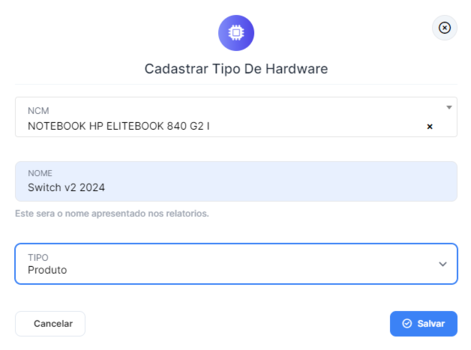 Cadastrar Tipo De Hardware
NCM
NOTEBOOK HP ELITEBOOK 840 G2 I
NOME
Switch v2 2024
Este sera o nome apresentado nos relatorios.
TIPO
Produto
Cancelar
Salvar